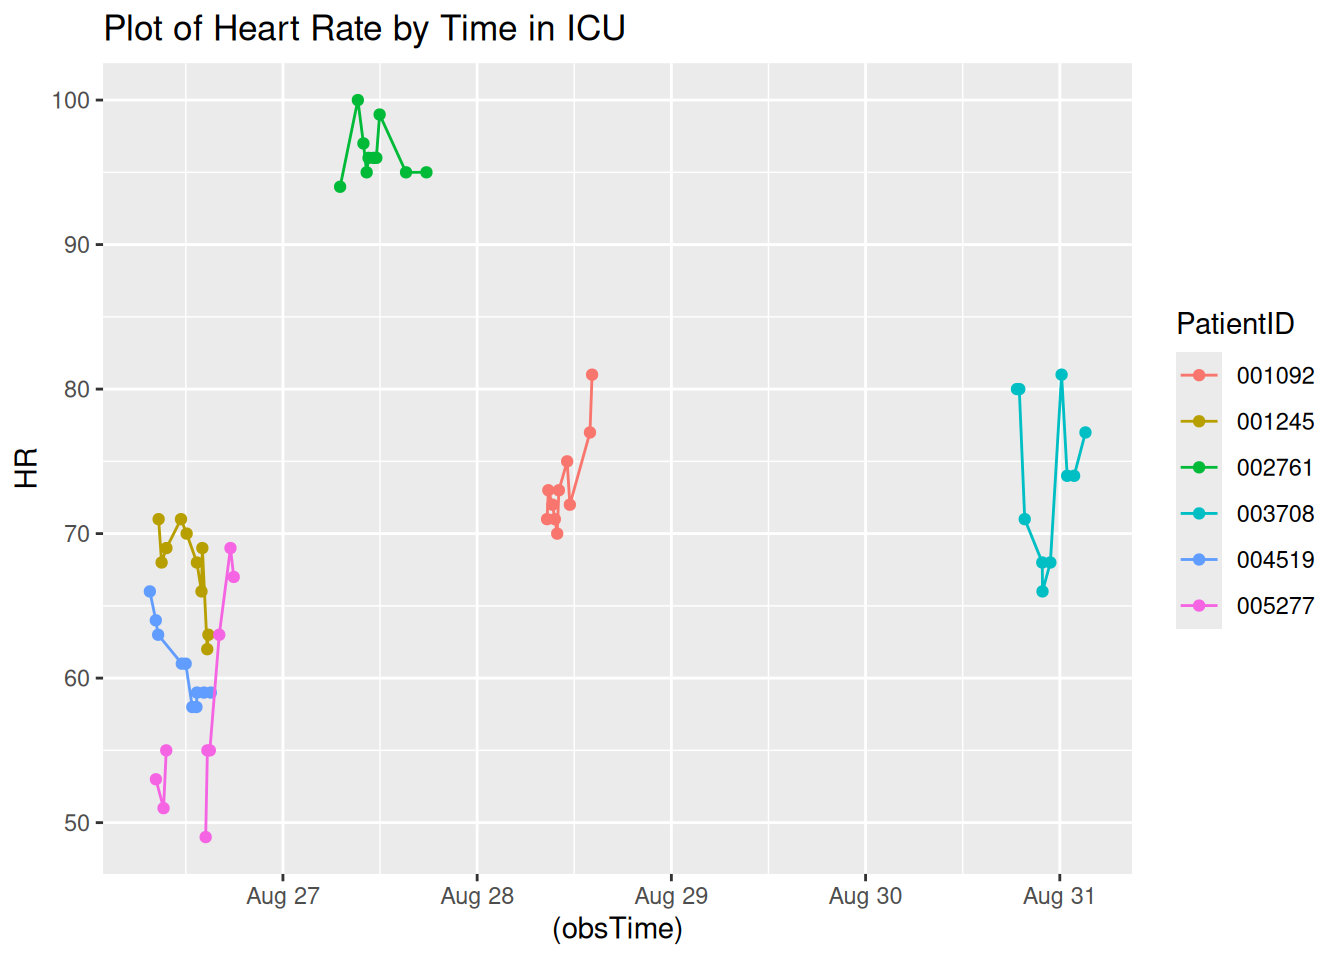 Plot of Heart Rate by Time in ICU
100
90
80
70
60
50
HR
Aug 27 Aug 28 Aug 29 Aug 30 Aug 31
(obsTime)
PatientID
001092
001245
002761
003708
004519
005277